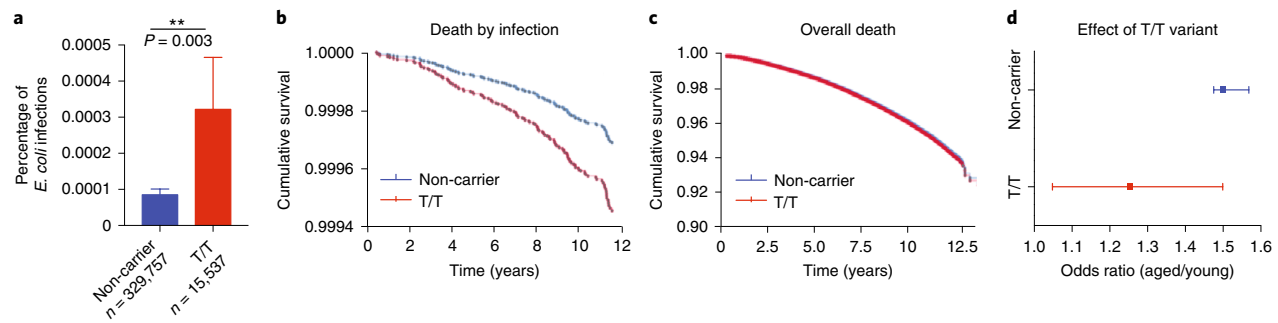 a
**
P = 0.003
0.0005
0.0004
0.0003
0.0002
0.0001
0
Percentage of
E. coli infections
Non-carrier
n = 329,757
T/T
n = 15,537
b
Death by infection
1.0000
0.9998
0.9996
0.9994
Cumulative survival
Non-carrier
T/T
0 2 4 6 8 10 12
Time (years)
c
Overall death
1.00
0.98
0.96
0.94
0.92
0.90
Cumulative survival
Non-carrier
T/T
0 2.5 5.0 7.5 10 12.5
Time (years)
d
Effect of T/T variant
Non-carrier
T/T
1.0 1.1 1.2 1.3 1.4 1.5 1.6
Odds ratio (aged/young)